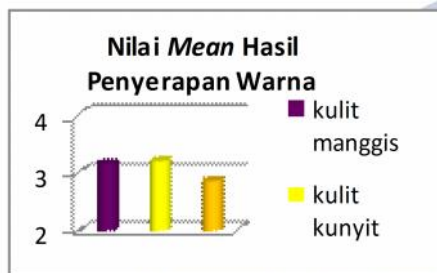 Nilai Mean Hasil
Penyerapan Warna
4
3
2
kulit
manggis
kulit
kunyit